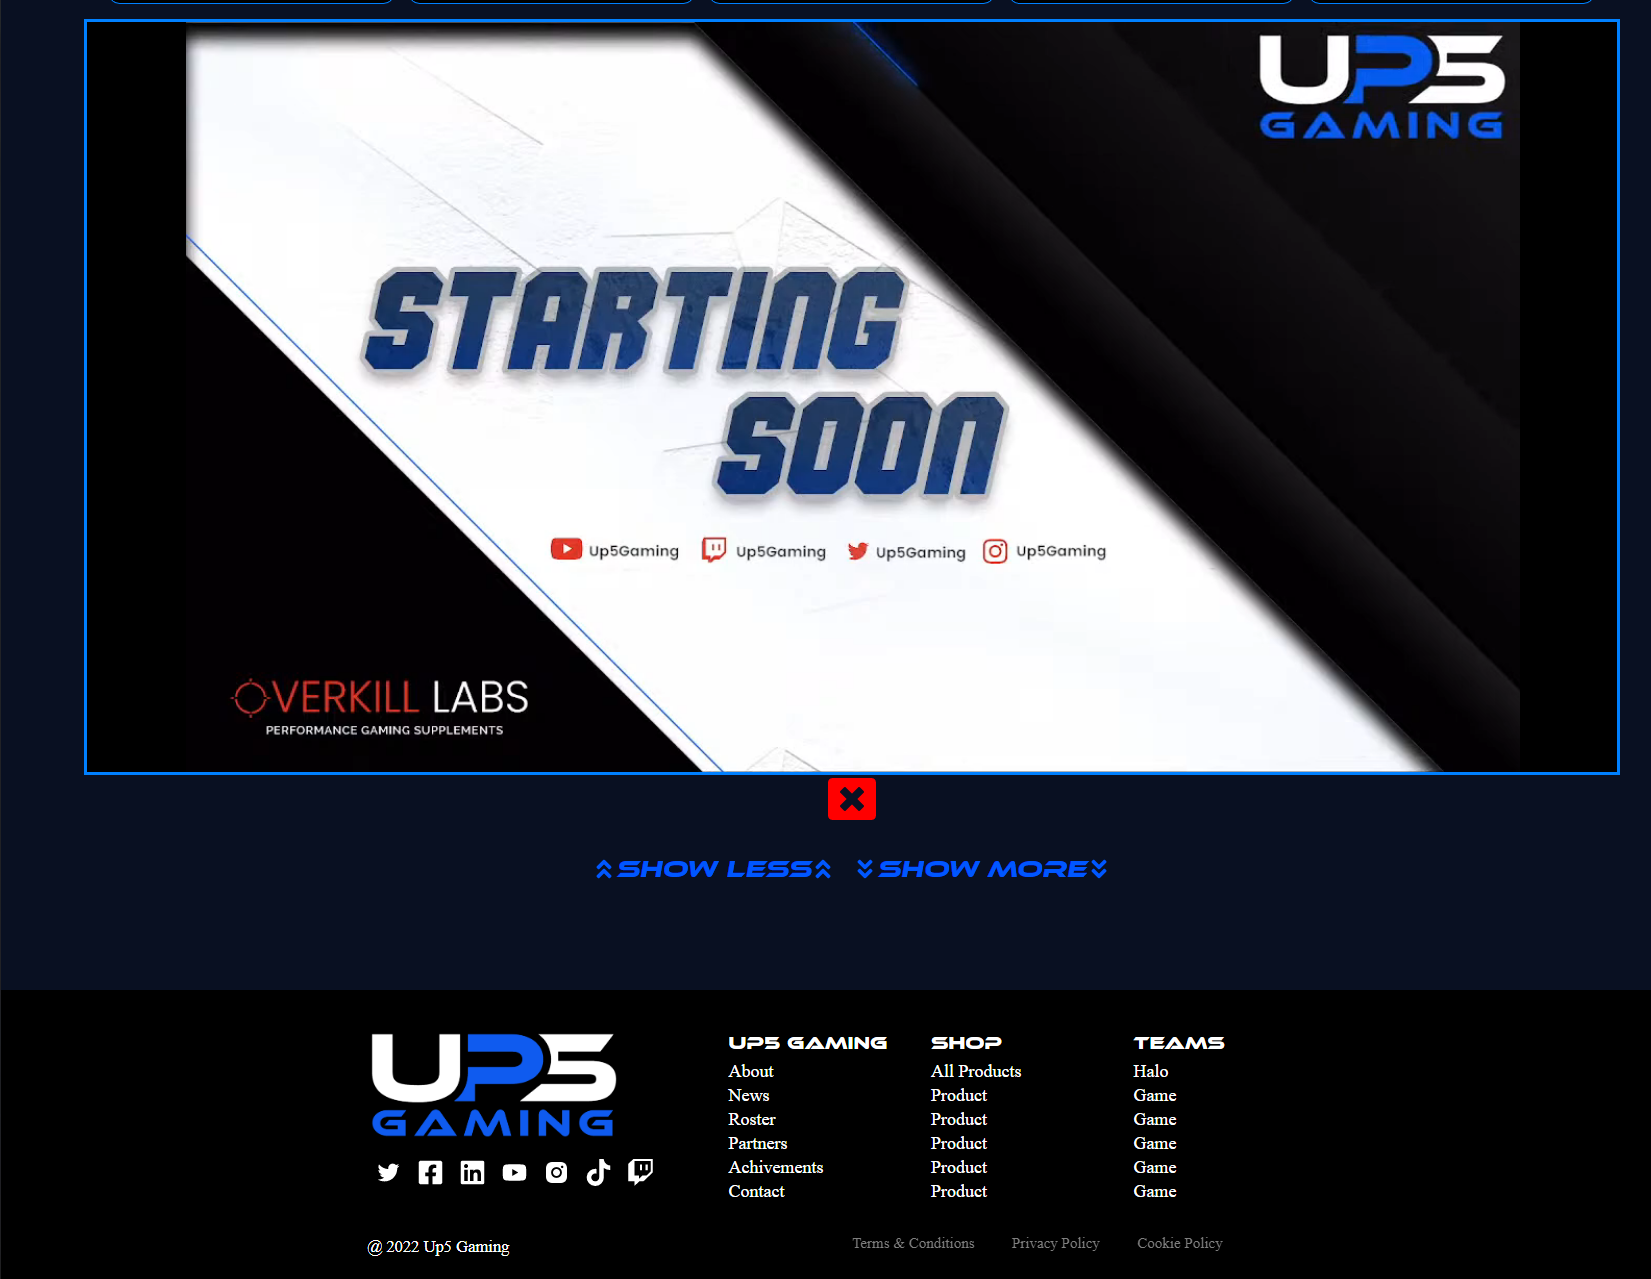 UP5
GAMING
STARTING
SOON
Up5Gaming Up5Gaming Up5Gaming Up5Gaming
OVERKILL LABS
PERFORMANCE GAMING SUPPLEMENTS
SHOW LESS SHOW MORE
UP5
GAMING
UP5 GAMING
About
News
Roster
Partners
Achivements
Contact
SHOP
All Products
Product
Product
Product
Product
Product
TEAMS
Halo
Game
Game
Game
Game
Game
@ 2022 Up5 Gaming
Terms & Conditions Privacy Policy Cookie Policy